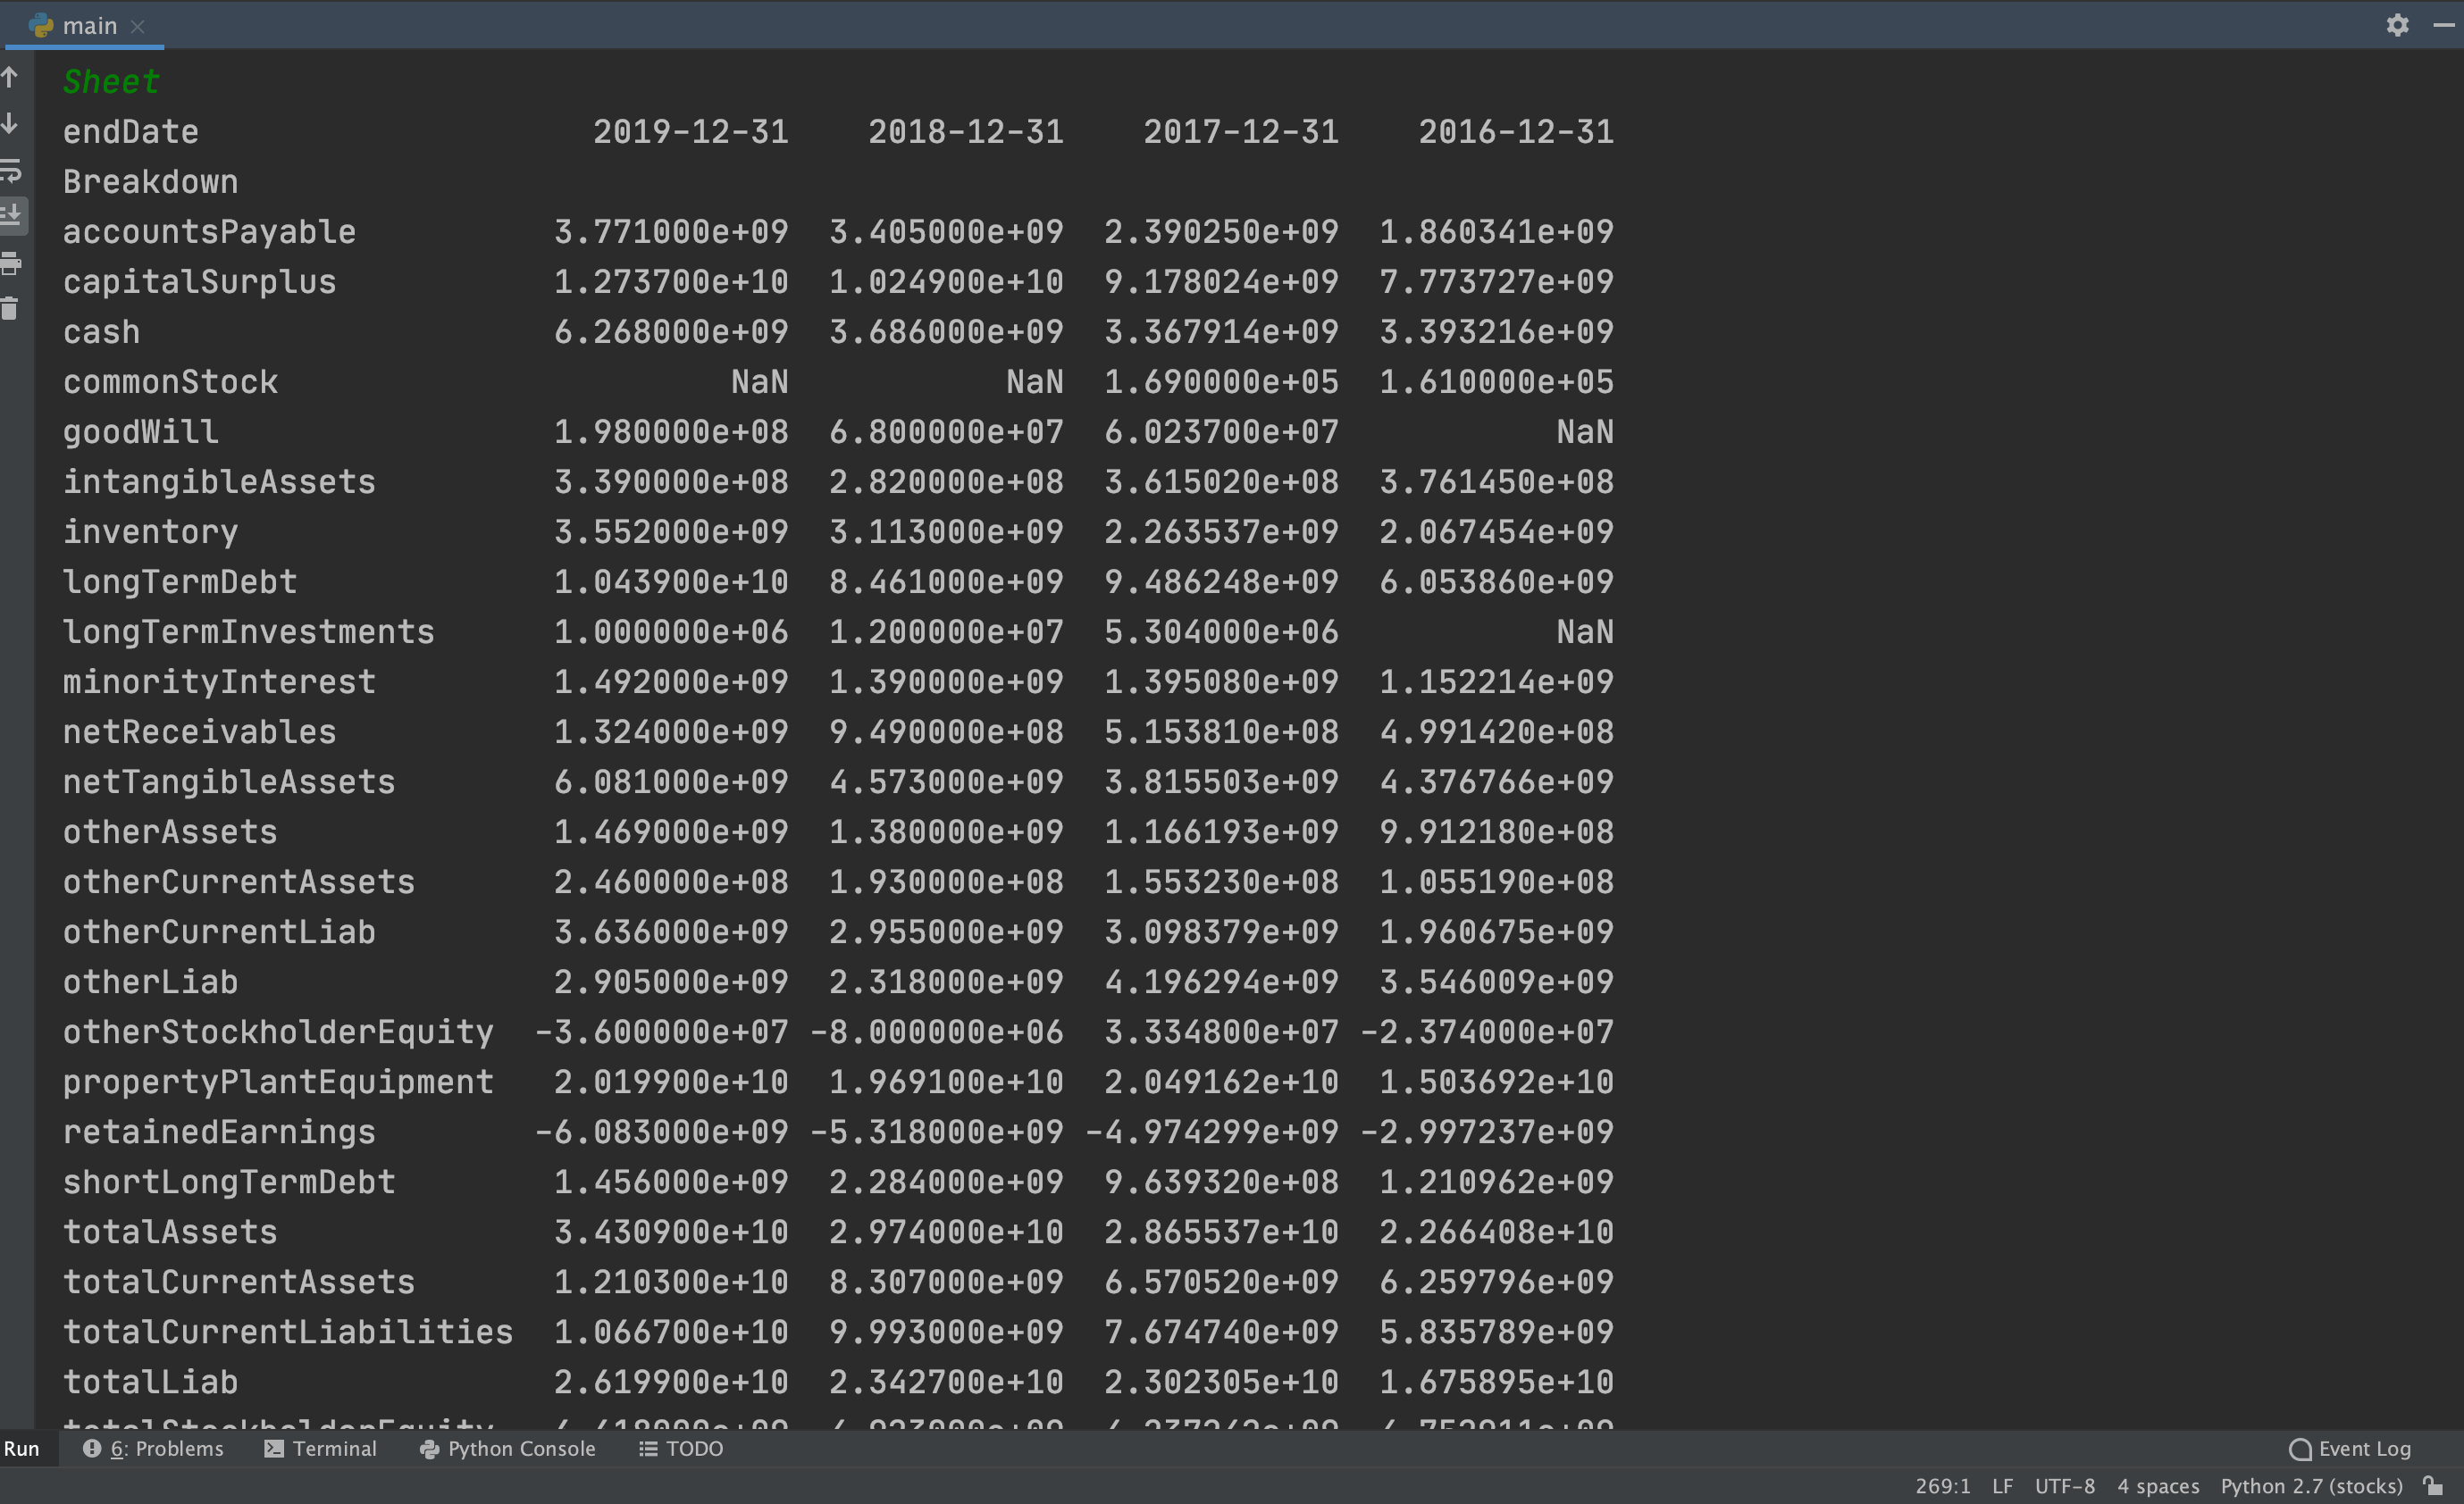 main
Sheet
endDate 2019-12-31 2018-12-31 2017-12-31 2016-12-31
Breakdown
accountsPayable 3.771000e+09 3.405000e+09 2.390250e+09 1.860341e+09
capitalSurplus 1.273700e+10 1.024900e+10 9.178024e+09 7.773727e+09
cash 6.268000e+09 3.686000e+09 3.367914e+09 3.393216e+09
commonStock NaN NaN 1.690000e+05 1.610000e+05
goodWill 1.980000e+08 6.800000e+07 6.023700e+07 NaN
intangibleAssets 3.390000e+08 2.820000e+08 3.615020e+08 3.761450e+08
inventory 3.552000e+09 3.113000e+09 2.263537e+09 2.067454e+09
longTermDebt 1.043900e+10 8.461000e+09 9.486248e+09 6.053860e+09
longTermInvestments 1.000000e+06 1.200000e+07 5.304000e+06 NaN
minorityInterest 1.492000e+09 1.390000e+09 1.395080e+09 1.152214e+09
netReceivables 1.324000e+09 9.490000e+08 5.153810e+08 4.991420e+08
netTangibleAssets 6.081000e+09 4.573000e+09 3.815503e+09 4.376766e+09
otherAssets 1.469000e+09 1.380000e+09 1.166193e+09 9.912180e+08
otherCurrentAssets 2.460000e+08 1.930000e+08 1.553230e+08 1.055190e+08
otherCurrentLiab 3.636000e+09 2.955000e+09 3.098379e+09 1.960675e+09
otherLiab 2.905000e+09 2.318000e+09 4.196294e+09 3.546009e+09
otherStockholderEquity -3.600000e+07 -8.000000e+06 3.334800e+07 -2.374000e+07
propertyPlantEquipment 2.019900e+10 1.969100e+10 2.049162e+10 1.503692e+10
retainedEarnings -6.083000e+09 -5.318000e+09 -4.974299e+09 -2.997237e+09
shortLongTermDebt 1.456000e+09 2.284000e+09 9.639320e+08 1.210962e+09
totalAssets 3.430900e+10 2.974000e+10 2.865537e+10 2.266408e+10
totalCurrentAssets 1.210300e+10 8.307000e+09 6.570520e+09 6.259796e+09
totalCurrentLiabilities 1.066700e+10 9.993000e+09 7.674740e+09 5.835789e+09
totalLiab 2.619900e+10 2.342700e+10 2.302305e+10 1.675895e+10
totalStockholderEquity
Run 6: Problems Terminal Python Console TODO Event Log
269:1 LF UTF-8 4 spaces Python 2.7 (stocks)